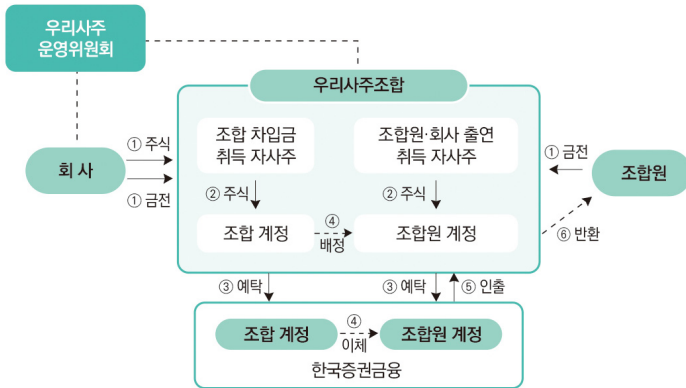 우리사주
운영위원회
우리사주조합
조합 차입금
취득 자사주
조합원·회사 출연
취득 자사주
① 주식
회 사
① 금전
① 금전
조합원
② 주식
② 주식
조합 계정
④
배정
조합원 계정
⑥ 반환
③ 예탁
③ 예탁
⑤ 인출
조합 계정
④
이체
조합원 계정
한국증권금융